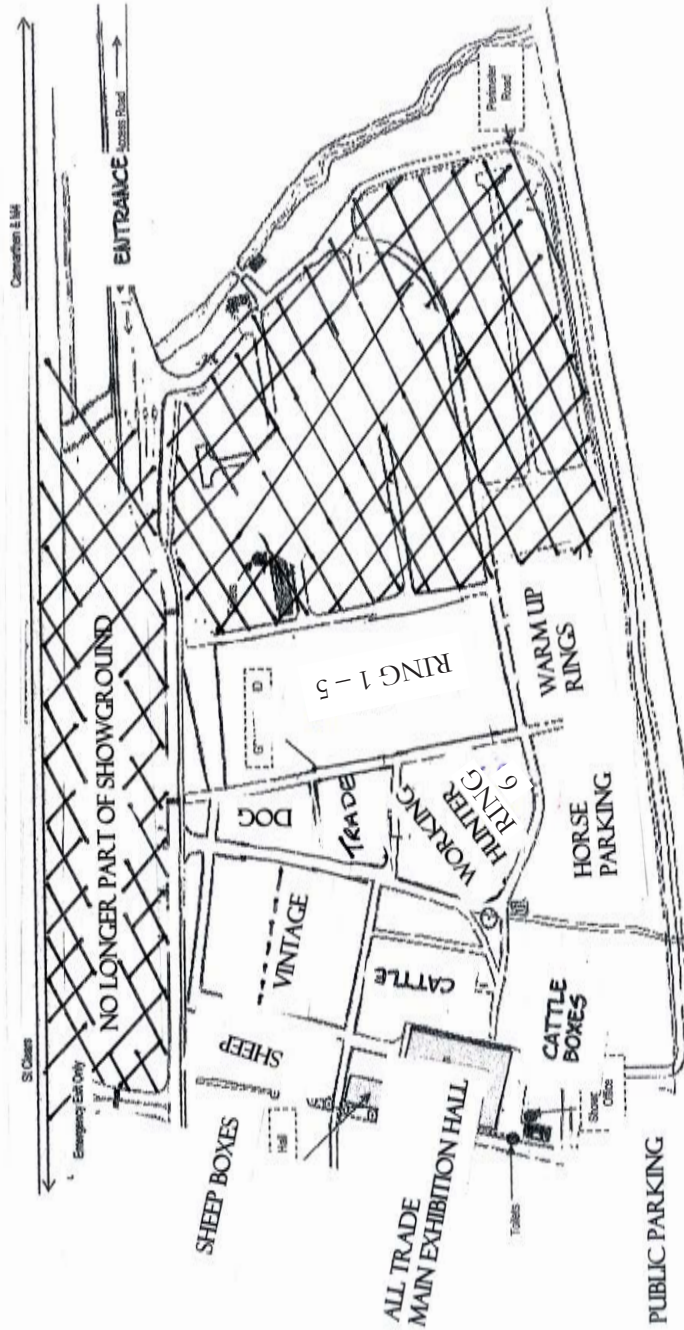 Carmarthen & M4
St Clears
Access Road
ENTRANCE
Emergency Exit Only
NO LONGER PART OF SHOWGROUND
Perimeter
Road
RING 1 – 5
WARM UP
RINGS
DOG
TRADE
WORKING
HUNTER
RING
6
HORSE
PARKING
VINTAGE
CATTLE
SHEEP
CATTLE
BOXES
SHEEP BOXES
Hall
ALL TRADE
MAIN EXHIBITION HALL
Toilets
Show
Office
PUBLIC PARKING